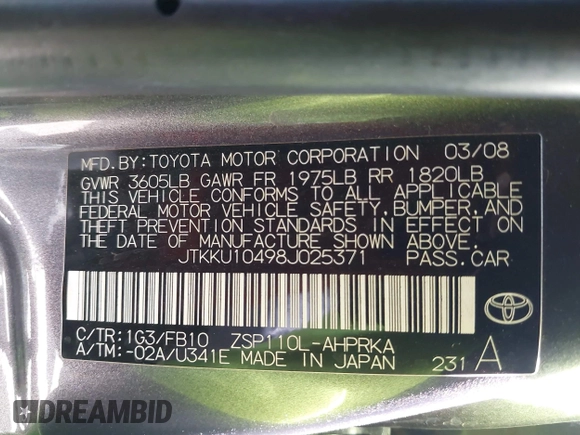 MFD.BY:TOYOTA MOTOR CORPORATION 03/08
GVWR 3605LB GAWR FR 1975LB RR 1820LB
THIS VEHICLE CONFORMS TO ALL APPLICABLE
FEDERAL MOTOR VEHICLE SAFETY, BUMPER, AND
THEFT PREVENTION STANDARDS IN EFFECT ON
THE DATE OF MANUFACTURE SHOWN ABOVE.
JTKKU10498J025371 PASS.CAR
C/TR:1G3/FB10 ZSP110L-AHPRKA
A/TM:-02A/U341E MADE IN JAPAN 231 A
DREAMBID